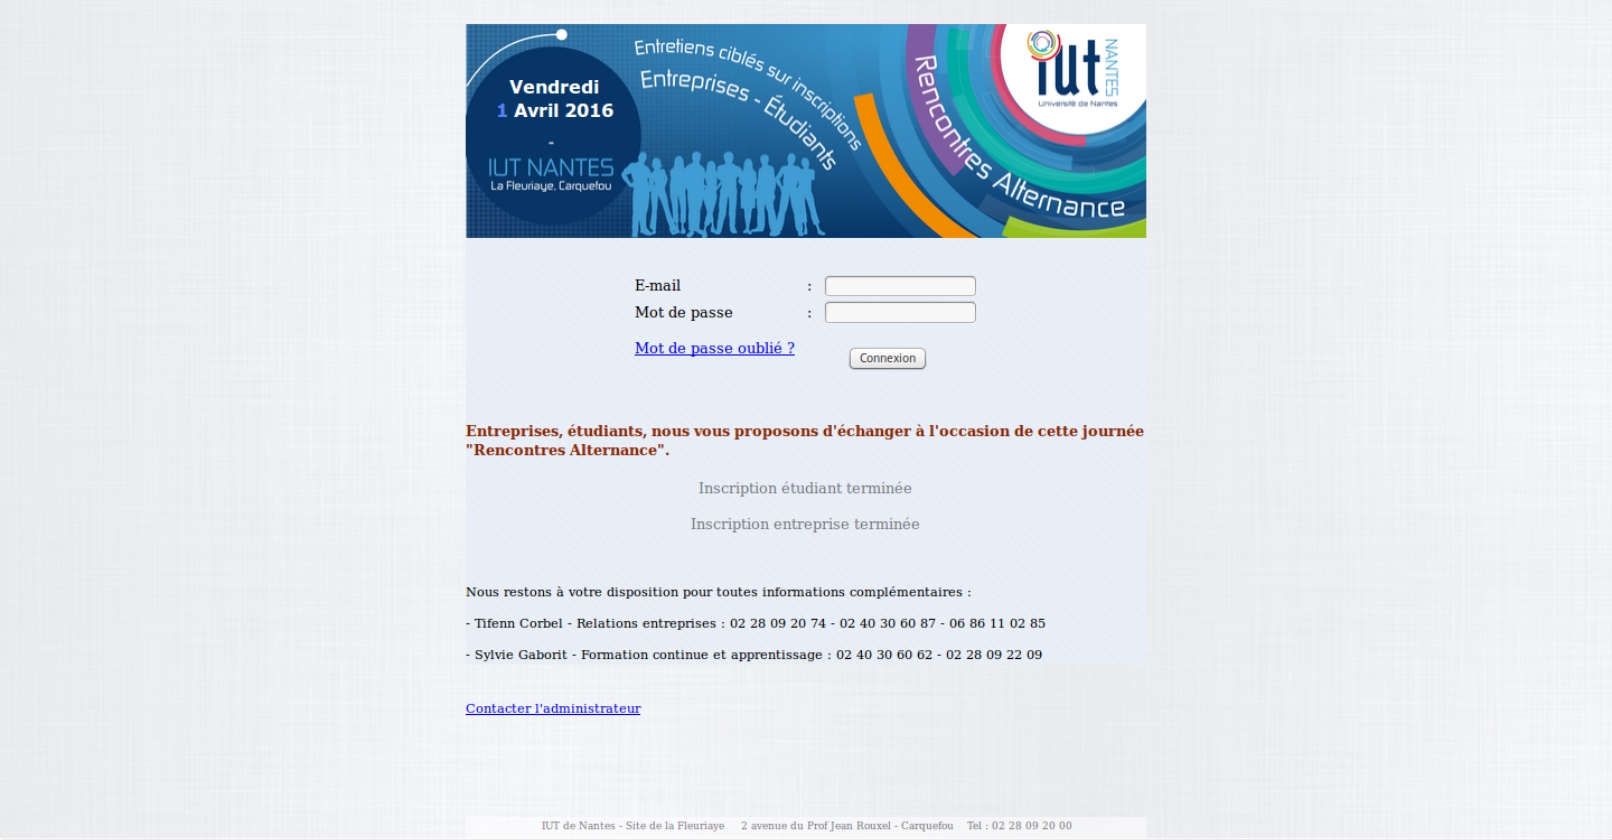 Vendredi
1 Avril 2016
-
IUT NANTES
La Fleuriaye, Carquefou
Entretiens ciblés sur inscriptions
Entreprises - Étudiants
Rencontres Alternance
iut
NANTES
Université de Nantes
E-mail :
Mot de passe :
Mot de passe oublié ?
Connexion
Entreprises, étudiants, nous vous proposons d'échanger à l'occasion de cette journée
"Rencontres Alternance".
Inscription étudiant terminée
Inscription entreprise terminée
Nous restons à votre disposition pour toutes informations complémentaires :
- Tifenn Corbel - Relations entreprises : 02 28 09 20 74 - 02 40 30 60 87 - 06 86 11 02 85
- Sylvie Gaborit - Formation continue et apprentissage : 02 40 30 60 62 - 02 28 09 22 09
Contacter l'administrateur
IUT de Nantes - Site de la Fleuriaye 2 avenue du Prof Jean Rouxel - Carquefou Tel : 02 28 09 20 00